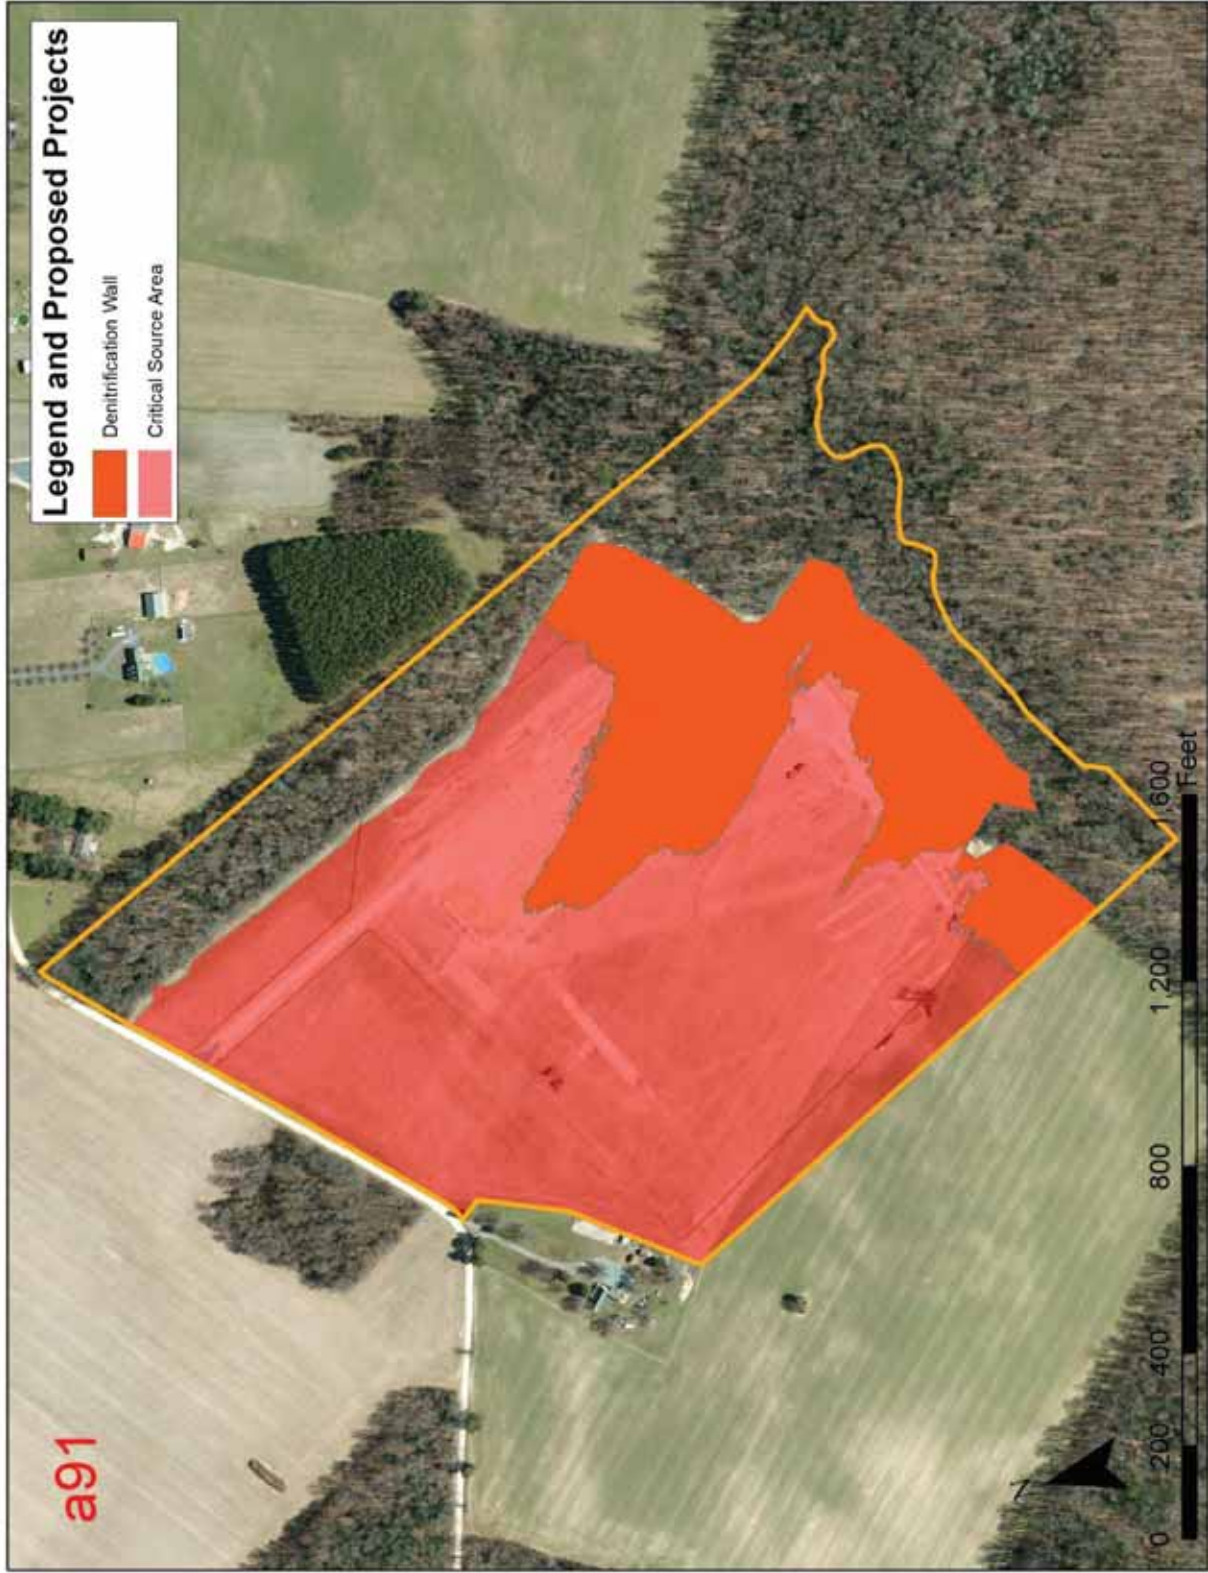 a91
Legend and Proposed Projects
Denitrification Wall
Critical Source Area
N
0 200 400 800 1,200 1,600
Feet